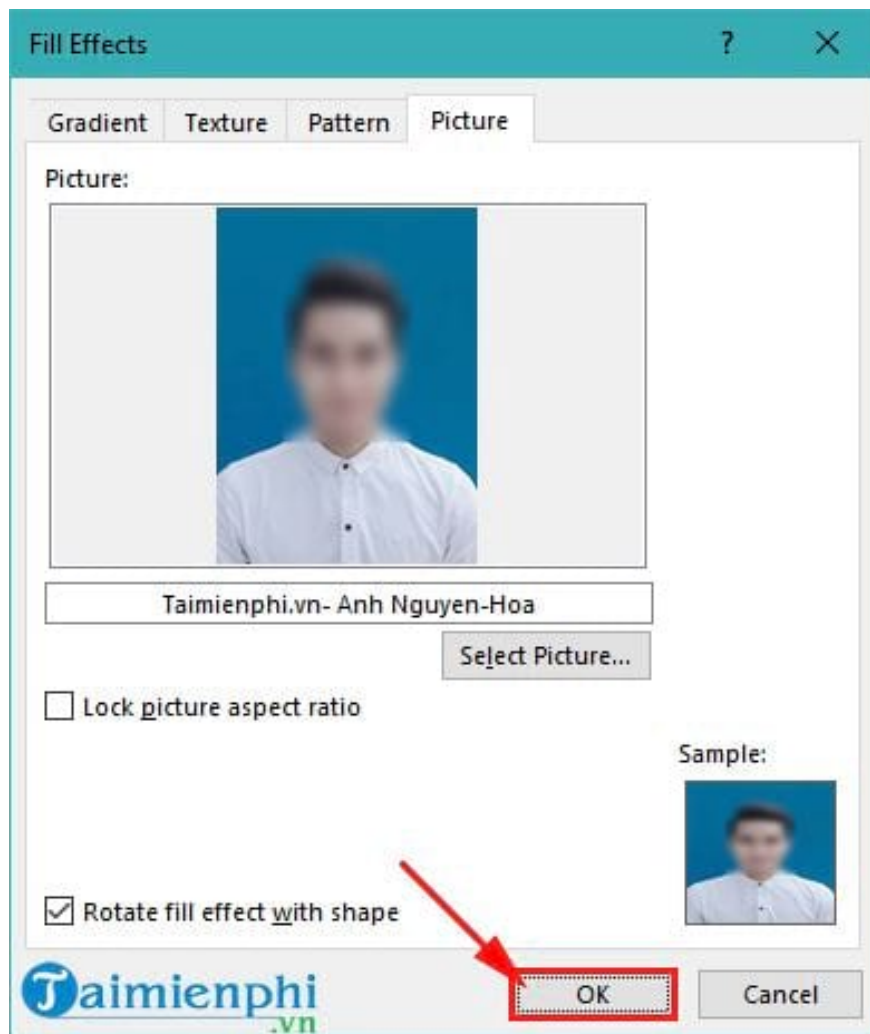 Fill Effects ? ×
Gradient Texture Pattern Picture
Picture:
Taimienphi.vn- Anh Nguyen-Hoa
Select Picture...
Lock picture aspect ratio
Sample:
Rotate fill effect with shape
Taimienphi
.vn
OK Cancel